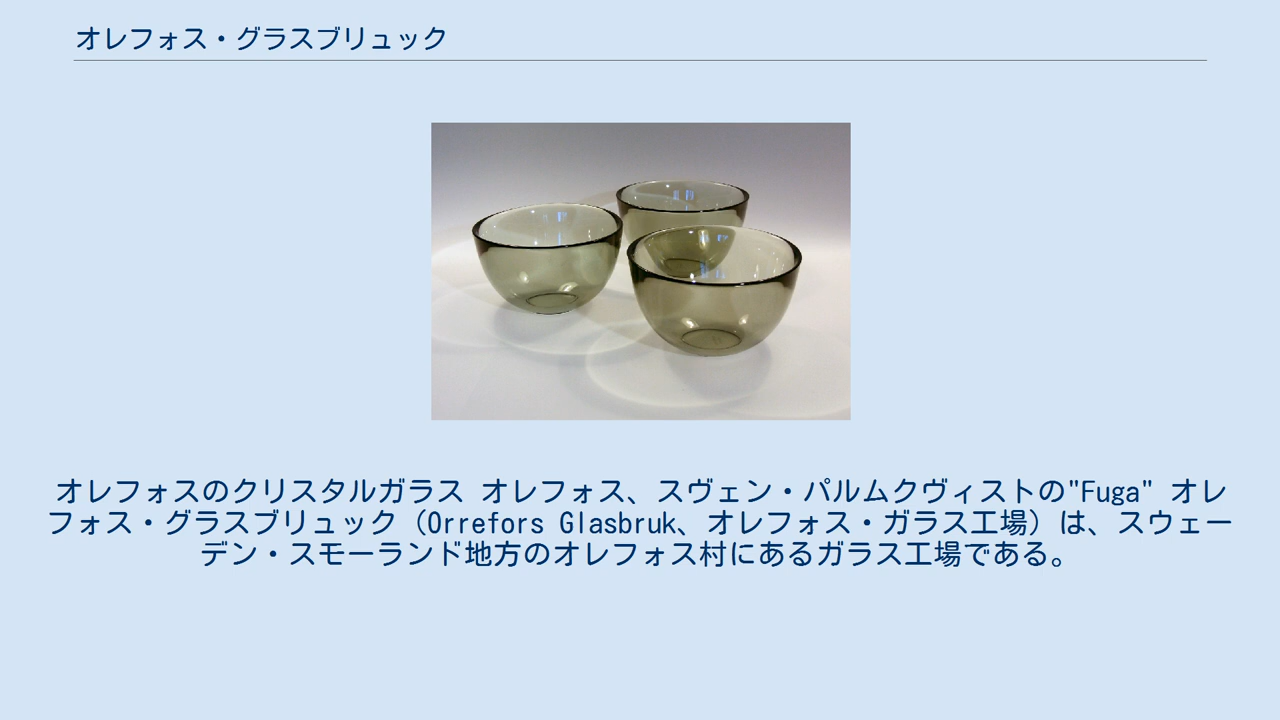 オレフォス・グラスブリュック
オレフォスのクリスタルガラス オレフォス、スヴェン・パルムクヴィストの"Fuga" オレ
フォス・グラスブリュック（Orrefors Glasbruk、オレフォス・ガラス工場）は、スウェー
デン・スモーランド地方のオレフォス村にあるガラス工場である。